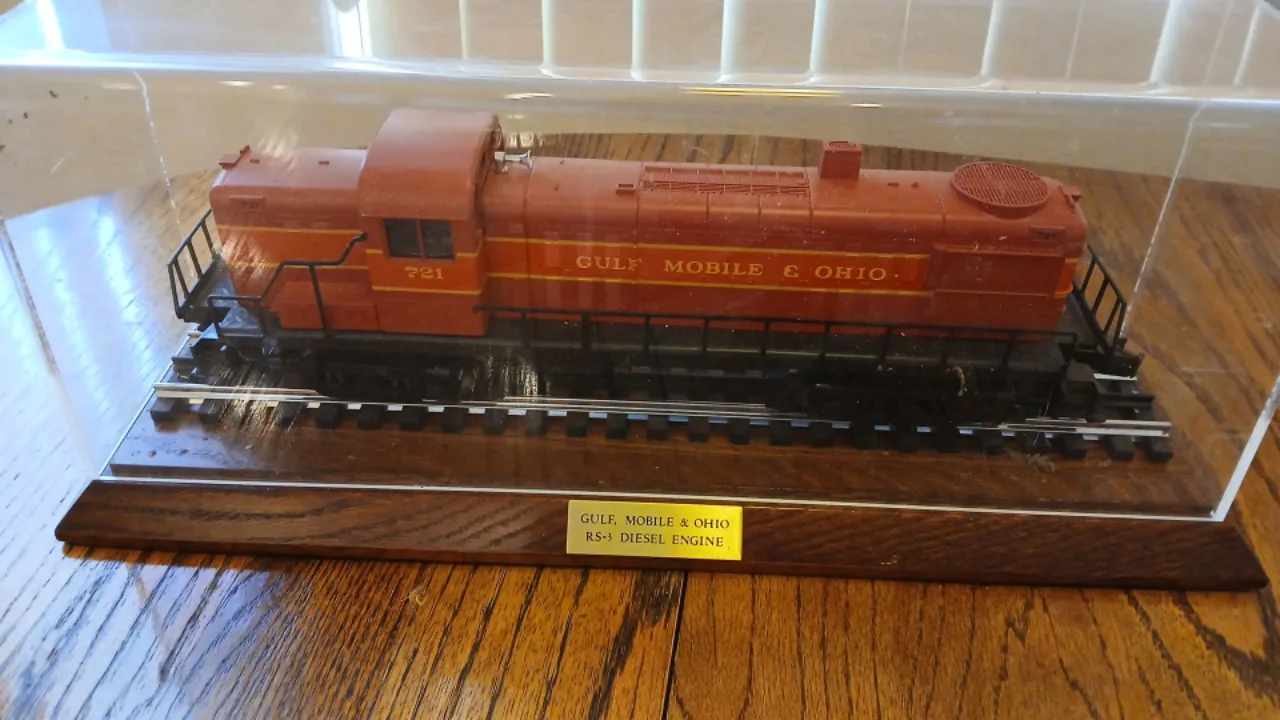 GULF MOBILE & OHIO
721
GULF, MOBILE & OHIO
RS-3 DIESEL ENGINE